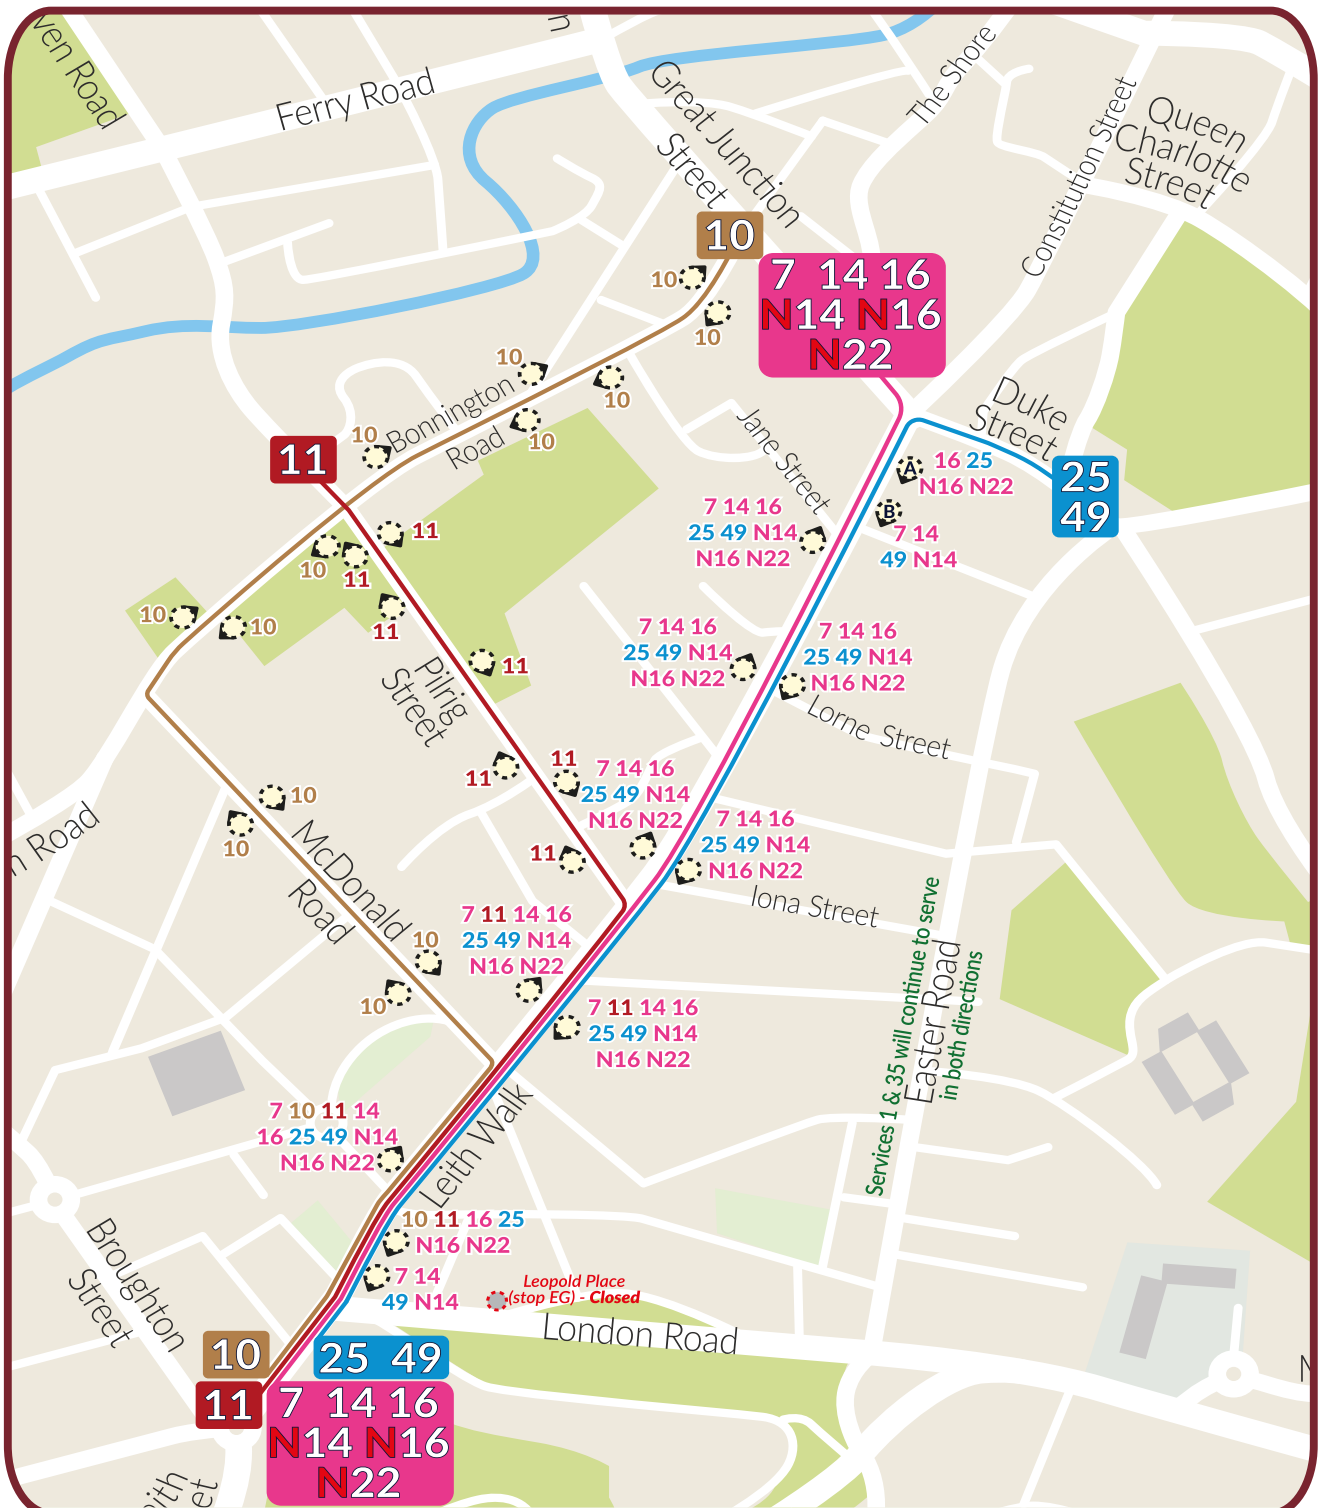 ven Road
Ferry Road
n
Great Junction
Street
The Shore
Constitution Street
Queen
Charlotte
Street
10
7 14 16
N14 N16
N22
10
10
10
Bonnington
Road
10
10
10
11
Jane Street
Duke
Street
25
49
A
16 25
N16 N22
B
7 14
49 N14
7 14 16
25 49 N14
N16 N22
11
10
11
11
10
10
11
Pilrig
Street
7 14 16
25 49 N14
N16 N22
7 14 16
25 49 N14
N16 N22
Lorne Street
11
11
7 14 16
25 49 N14
N16 N22
11
7 14 16
25 49 N14
N16 N22
Iona Street
10
10
McDonald
Road
n Road
10
10
7 11 14 16
25 49 N14
N16 N22
7 11 14 16
25 49 N14
N16 N22
Services 1 & 35 will continue to serve
Easter Road
in both directions
Leith Walk
7 10 11 14
16 25 49 N14
N16 N22
10 11 16 25
N16 N22
7 14
49 N14
Leopold Place
(stop EG) - Closed
London Road
Broughton
Street
10
25 49
11
7 14 16
N14 N16
N22
eith
et